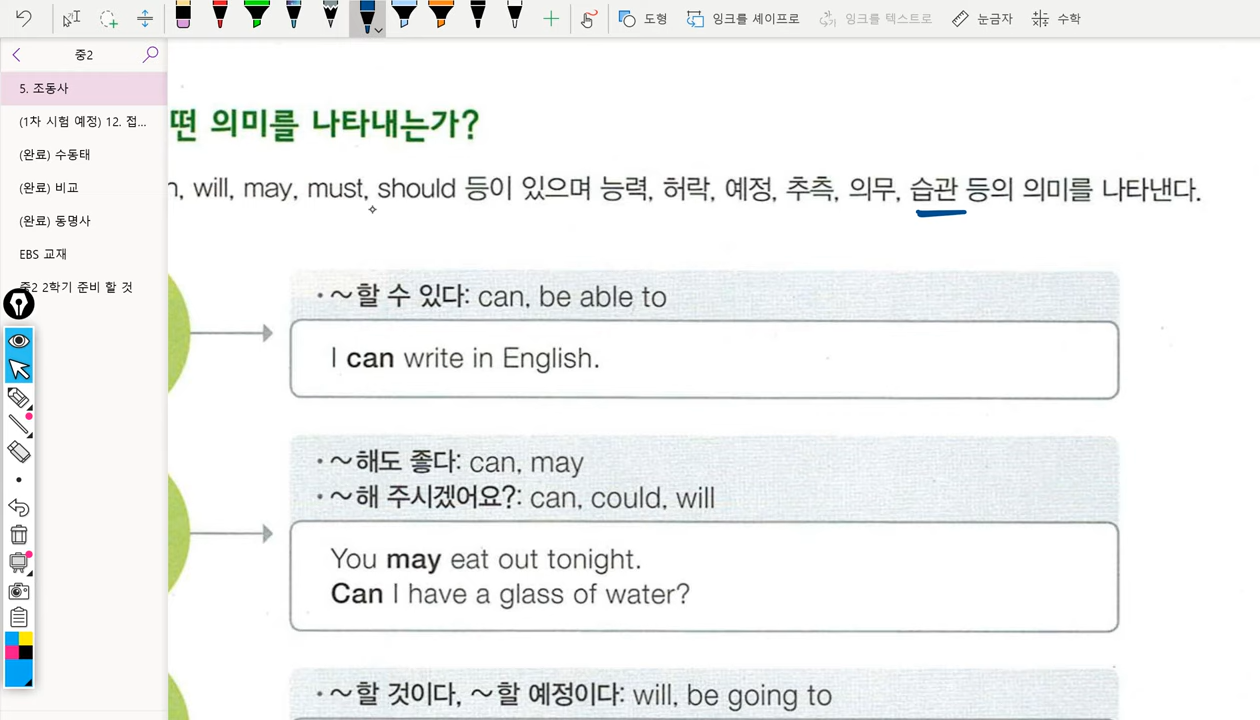 도형
잉크를 셰이프로
잉크를 텍스트로
눈금자
수학
중2
5. 조동사
(1차 시험 예정) 12. 접...
(완료) 수동태
(완료) 비교
(완료) 동명사
EBS 교재
중2 2학기 준비 할 것
떤 의미를 나타내는가?
n, will, may, must, should 등이 있으며 능력, 허락, 예정, 추측, 의무, 습관 등의 의미를 나타낸다.
• ~할 수 있다: can, be able to
I can write in English.
• ~해도 좋다: can, may
• ~해 주시겠어요?: can, could, will
You may eat out tonight.
Can I have a glass of water?
• ~할 것이다, ~할 예정이다: will, be going to